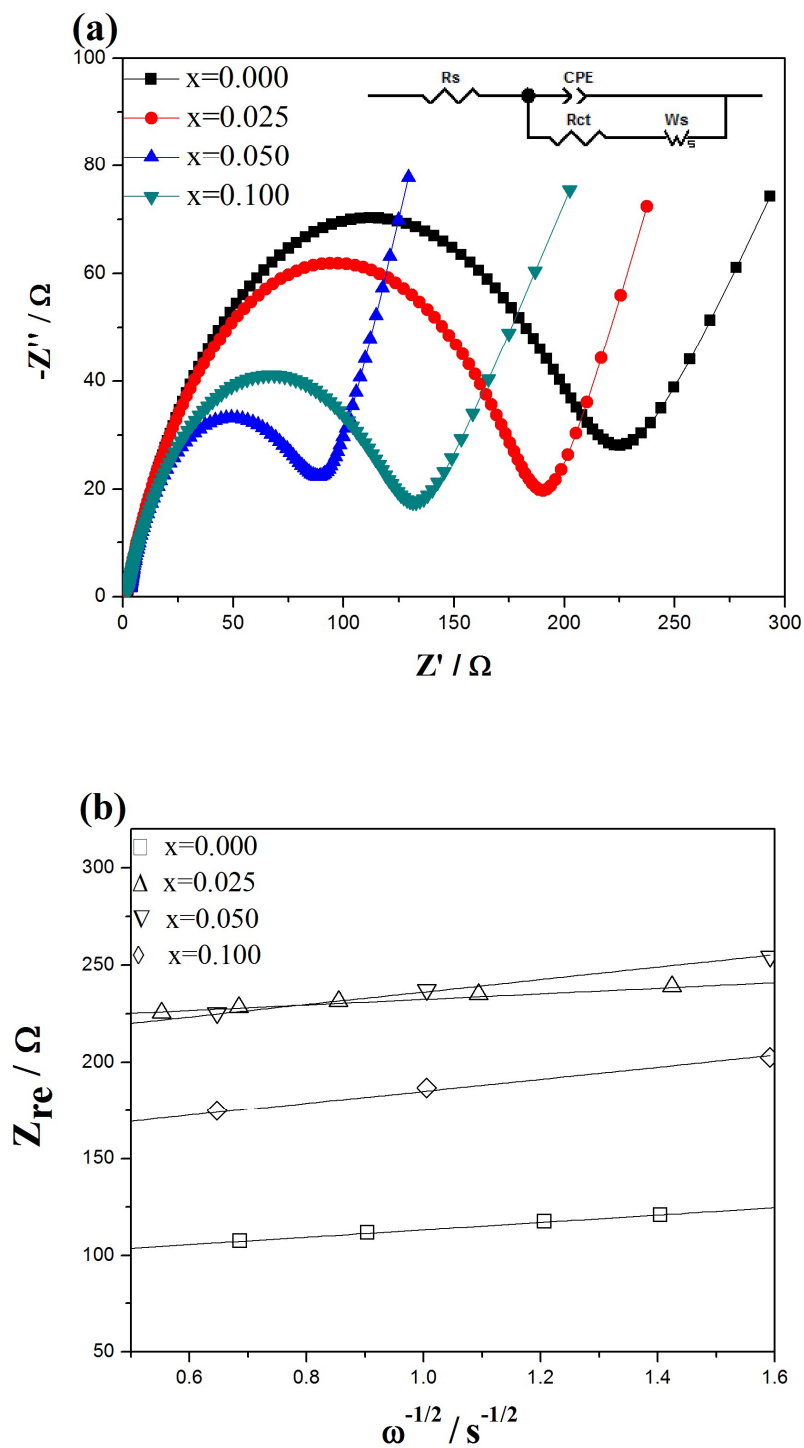 (a)
100
80
60
40
20
0
-Z'' / Ω
x=0.000
x=0.025
x=0.050
x=0.100
Rs
CPE
Rct
Ws
s
0 50 100 150 200 250 300
Z' / Ω
(b)
x=0.000
x=0.025
x=0.050
x=0.100
300
250
200
150
100
50
Zre / Ω
0.6 0.8 1.0 1.2 1.4 1.6
ω-1/2 / s-1/2